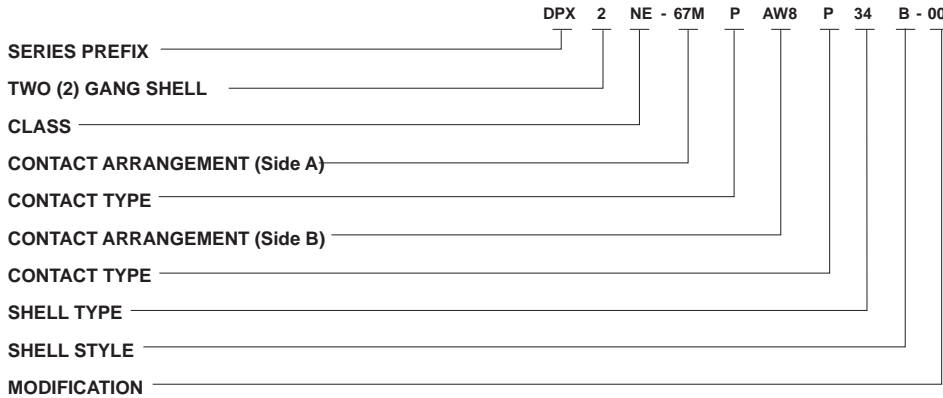 DPX 2 NE - 67M P AW8 P 34 B - 00
SERIES PREFIX
TWO (2) GANG SHELL
CLASS
CONTACT ARRANGEMENT (Side A)
CONTACT TYPE
CONTACT ARRANGEMENT (Side B)
CONTACT TYPE
SHELL TYPE
SHELL STYLE
MODIFICATION